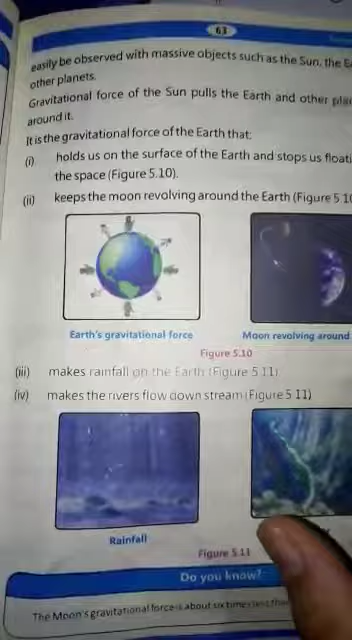 63
easily be observed with massive objects such as the Sun, the
other planets.
Gravitational force of the Sun pulls the Earth and other
around it.
It is the gravitational force of the Earth that:
(i) holds us on the surface of the Earth and stops us
the space (Figure 5.10).
(ii) keeps the moon revolving around the Earth (Figure
Earth's gravitational force
Moon revolving around
Figure 5.10
(iii) makes rainfall on the Earth (Figure 5.11)
(iv) makes the rivers flow down stream (Figure 5.11)
Rainfall
Figure 5.11
Do you know?
The Moon's gravitational force is about six times less